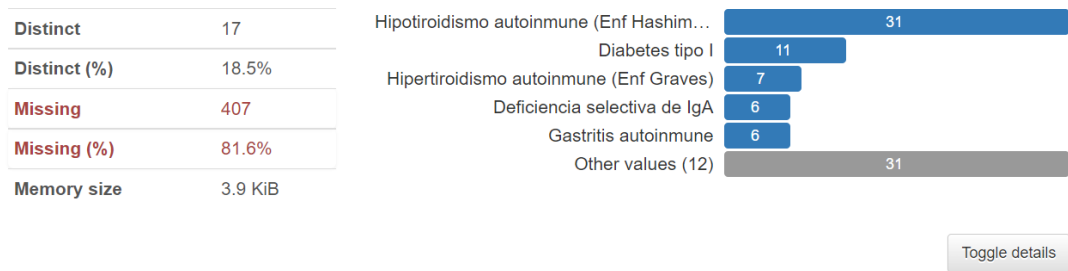 Distinct 17
Distinct (%) 18.5%
Missing 407
Missing (%) 81.6%
Memory size 3.9 KiB
Hipotiroidismo autoinmune (Enf Hashim… 31
Diabetes tipo I 11
Hipertiroidismo autoinmune (Enf Graves) 7
Deficiencia selectiva de IgA 6
Gastritis autoinmune 6
Other values (12) 31
Toggle details